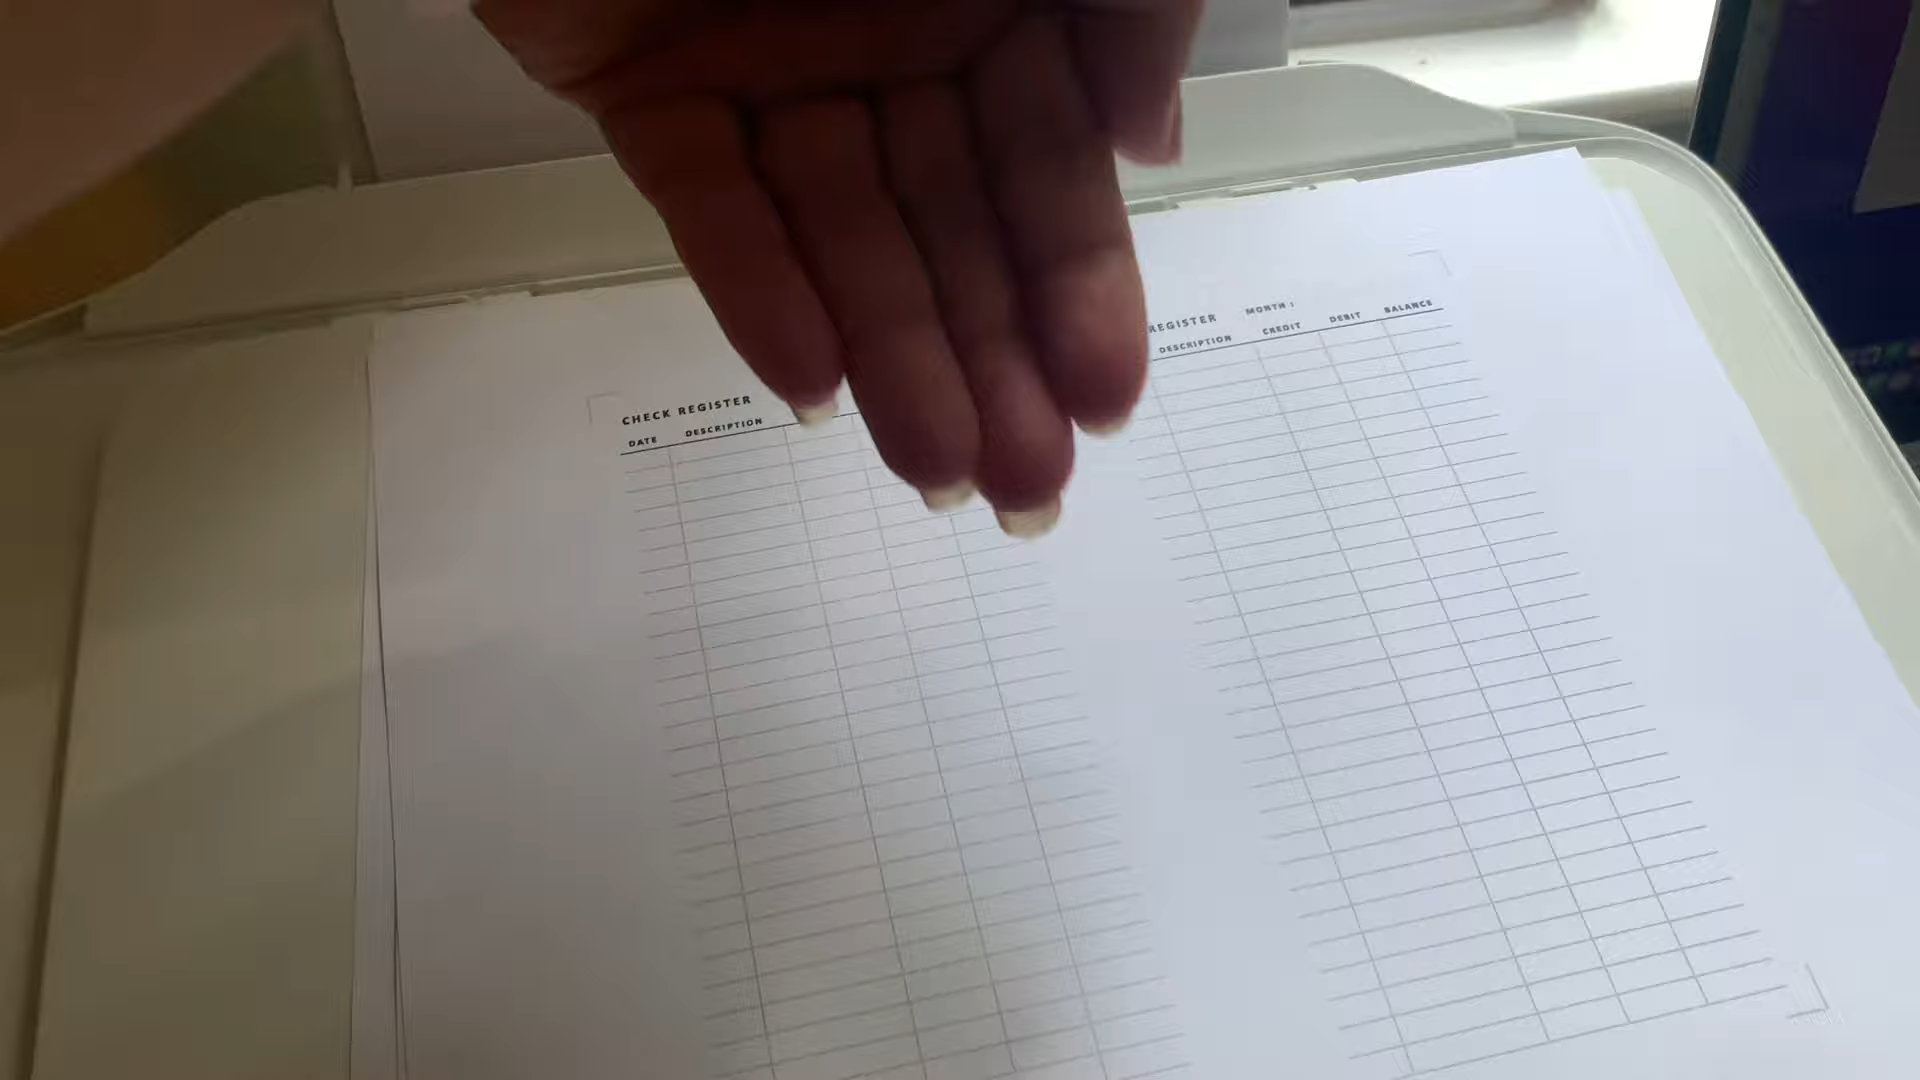 CHECK REGISTER
DATE DESCRIPTION
REGISTER MONTH :
DESCRIPTION CREDIT DEBIT BALANCE